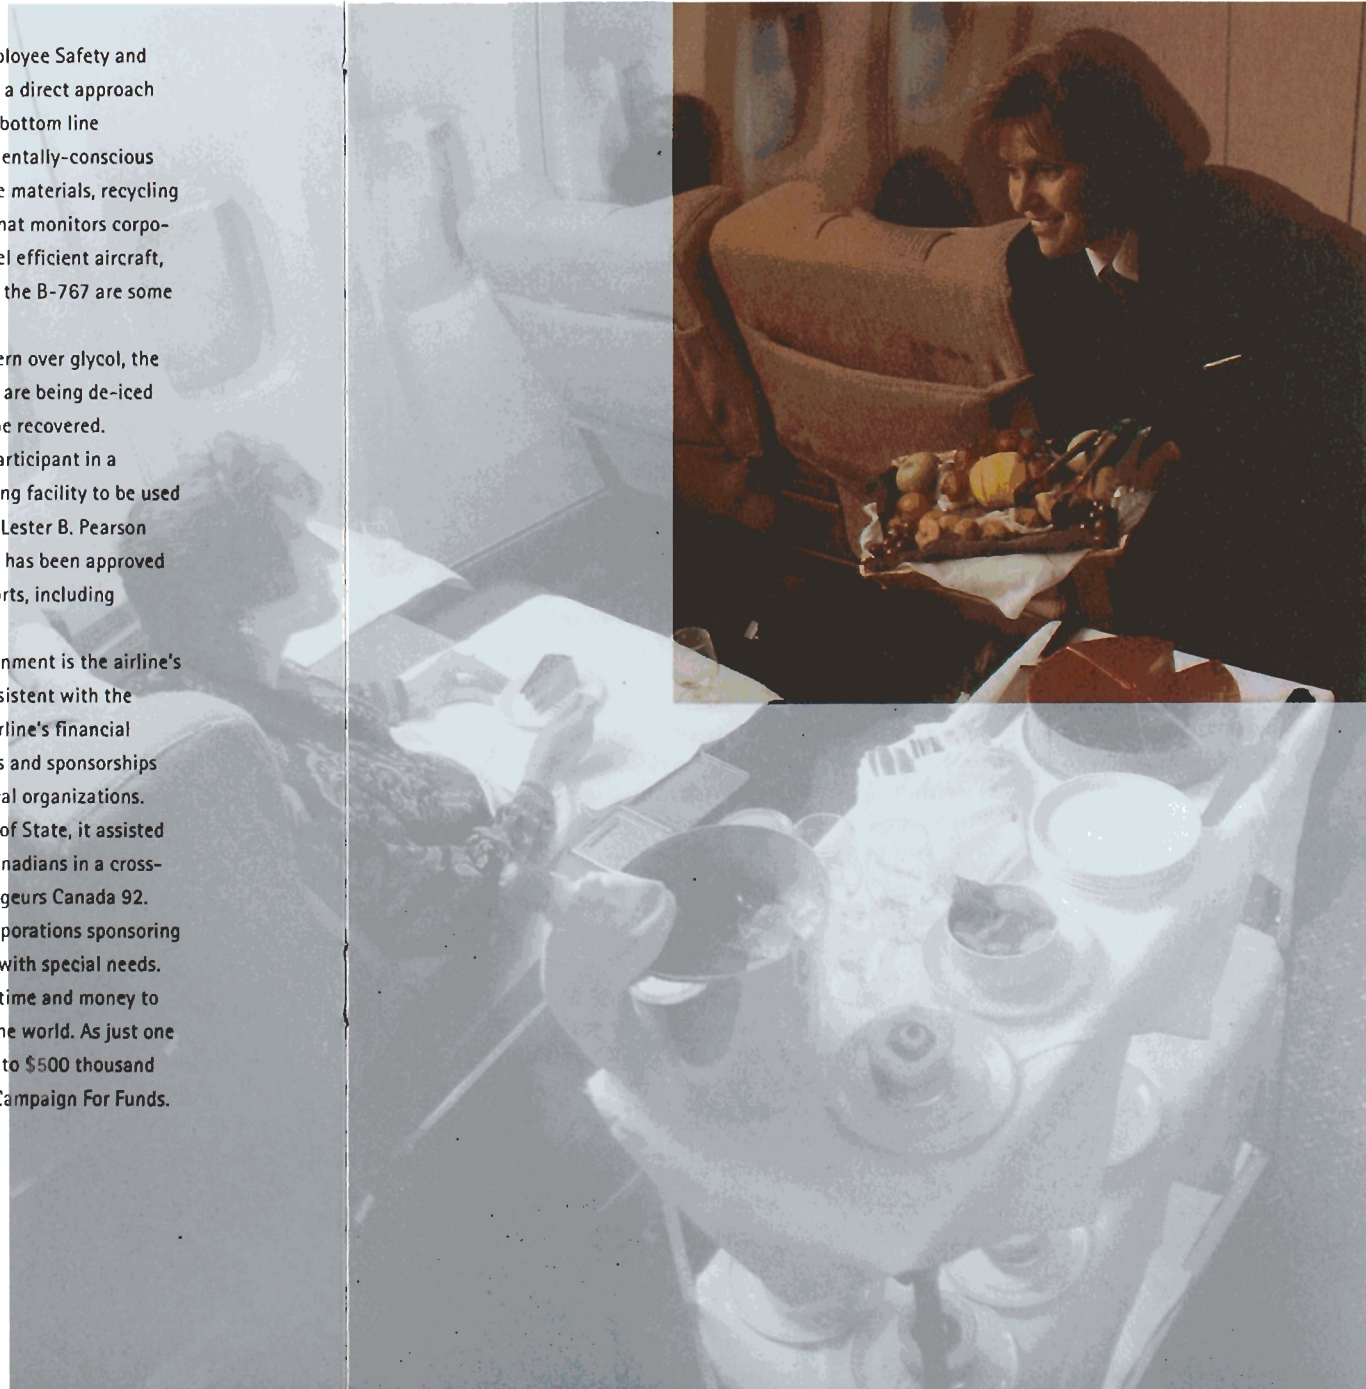 ployee Safety and
a direct approach
bottom line
entally-conscious
e materials, recycling
hat monitors corpo-
el efficient aircraft,
the B-767 are some
ern over glycol, the
are being de-iced
be recovered.
articipant in a
ng facility to be used
Lester B. Pearson
has been approved
orts, including
nment is the airline's
sistent with the
rline's financial
s and sponsorships
al organizations.
of State, it assisted
nadians in a cross-
geurs Canada 92.
porations sponsoring
with special needs.
time and money to
he world. As just one
to $500 thousand
Campaign For Funds.